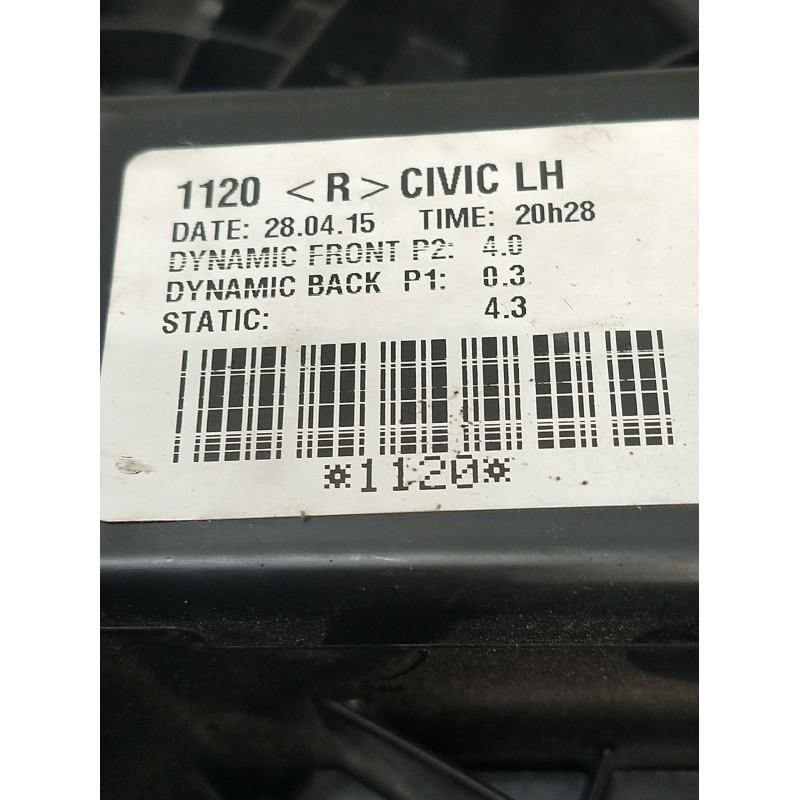 1120 <R> CIVIC LH
DATE: 28.04.15 TIME: 20h28
DYNAMIC FRONT P2: 4.0
DYNAMIC BACK P1: 0.3
STATIC: 4.3
*1120*